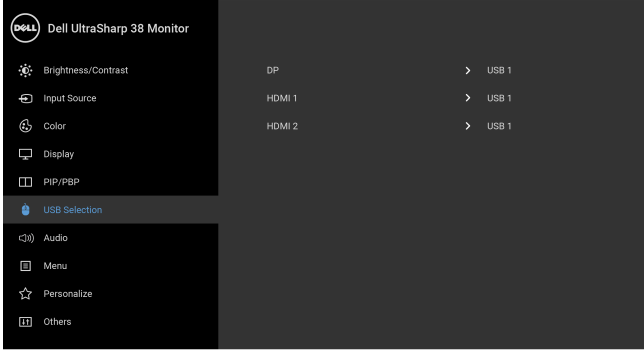 DELL Dell UltraSharp 38 Monitor
Brightness/Contrast
DP USB 1
Input Source
HDMI 1 USB 1
Color
HDMI 2 USB 1
Display
PIP/PBP
USB Selection
Audio
Menu
Personalize
Others